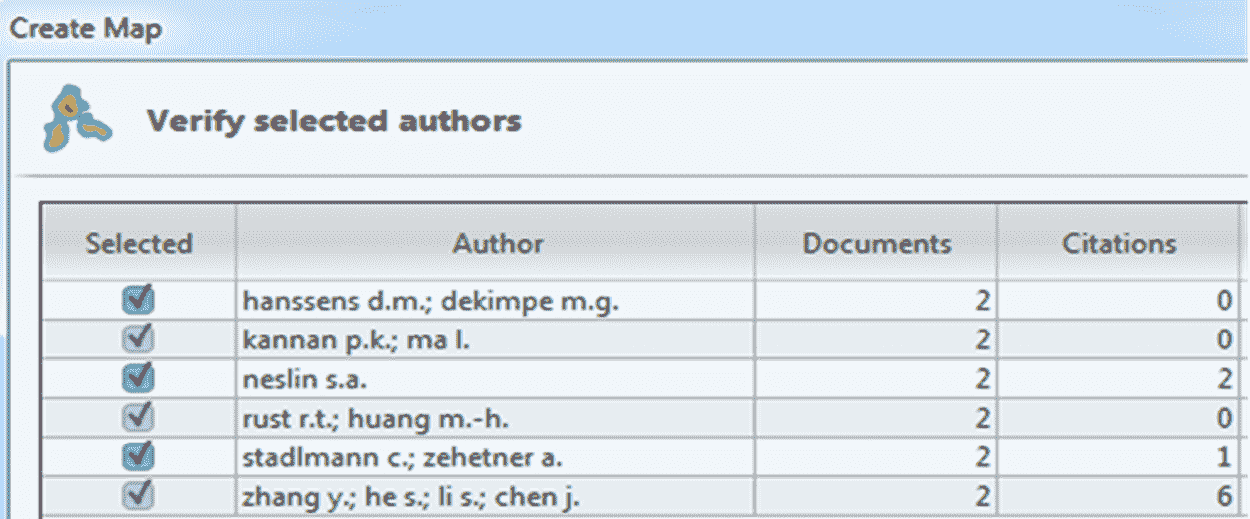 Create Map
Verify selected authors
Selected Author Documents Citations
hanssens d.m.; dekimpe m.g. 2 0
kannan p.k.; ma l. 2 0
neslin s.a. 2 2
rust r.t.; huang m.-h. 2 0
stadlmann c.; zehetner a. 2 1
zhang y.; he s.; li s.; chen j. 2 6